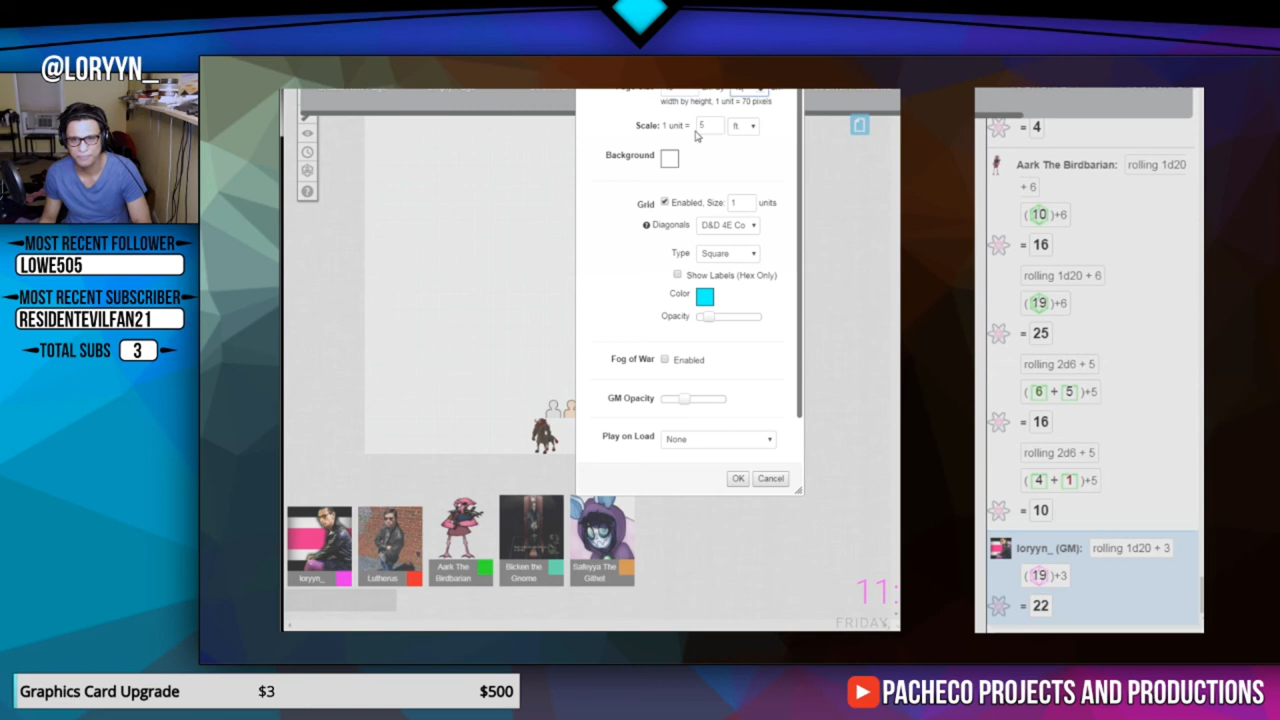 @LORYYN_
MOST RECENT FOLLOWER
LOWE505
MOST RECENT SUBSCRIBER
RESIDENTEVILFAN21
TOTAL SUBS 3
width by height, 1 unit = 70 pixels
Scale: 1 unit = 5 ft.
Background
Grid Enabled, Size: 1 units
Diagonals D&D 4E Co
Type Square
Show Labels (Hex Only)
Color
Opacity
Fog of War Enabled
GM Opacity
Play on Load None
OK Cancel
loryyn_
Lutherus
Aark The
Birdbarian
Bicken the
Gnome
Safeyya The
Githet
11:
FRIDAY,
= 4
Aark The Birdbarian: rolling 1d20
+ 6
(10)+6
= 16
rolling 1d20 + 6
(19)+6
= 25
rolling 2d6 + 5
(6 + 5)+5
= 16
rolling 2d6 + 5
(4 + 1)+5
= 10
loryyn_ (GM): rolling 1d20 + 3
(19)+3
= 22
Graphics Card Upgrade $3 $500
PACHECO PROJECTS AND PRODUCTIONS